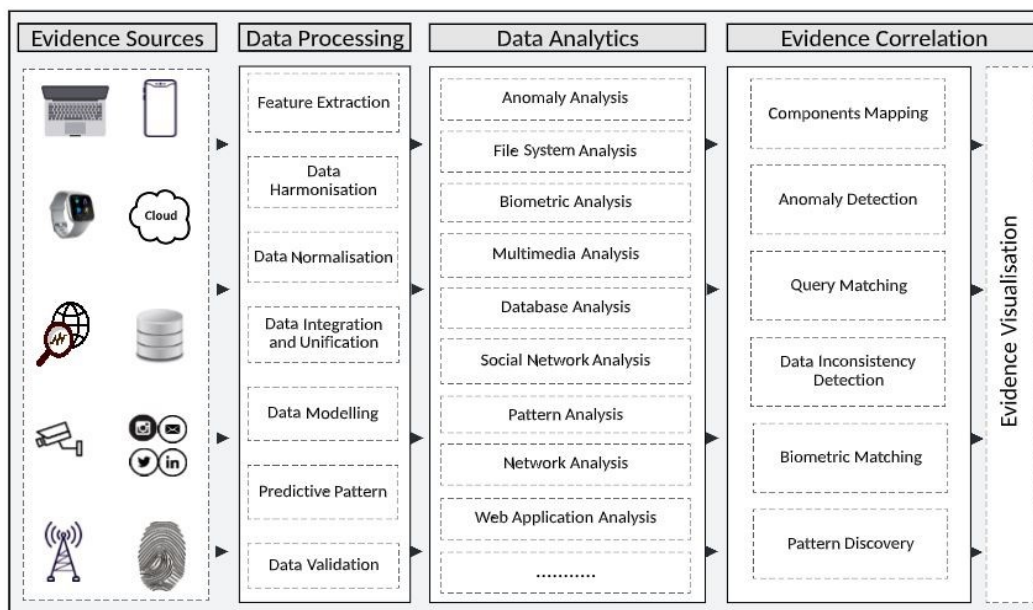 Evidence Sources
Data Processing
Data Analytics
Evidence Correlation
Cloud
in
Feature Extraction
Data
Harmonisation
Data Normalisation
Data Integration
and Unification
Data Modelling
Predictive Pattern
Data Validation
Anomaly Analysis
File System Analysis
Biometric Analysis
Multimedia Analysis
Database Analysis
Social Network Analysis
Pattern Analysis
Network Analysis
Web Application Analysis
...........
Components Mapping
Anomaly Detection
Query Matching
Data Inconsistency
Detection
Biometric Matching
Pattern Discovery
Evidence Visualisation